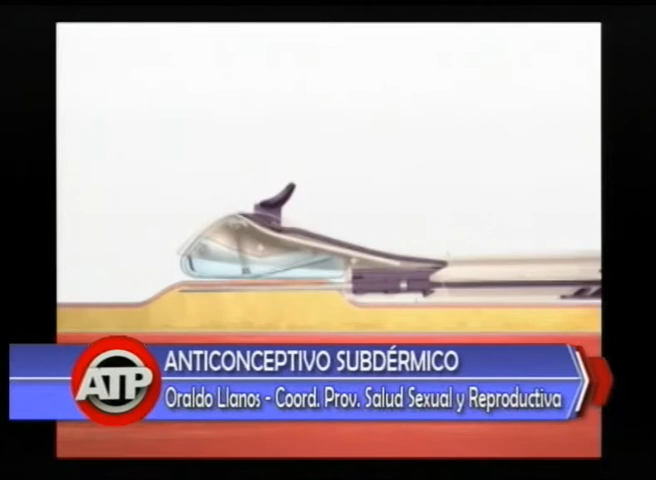 ANTICONCEPTIVO SUBDÉRMICO
ATP
Oraldo Llanos - Coord. Prov. Salud Sexual y Reproductiva